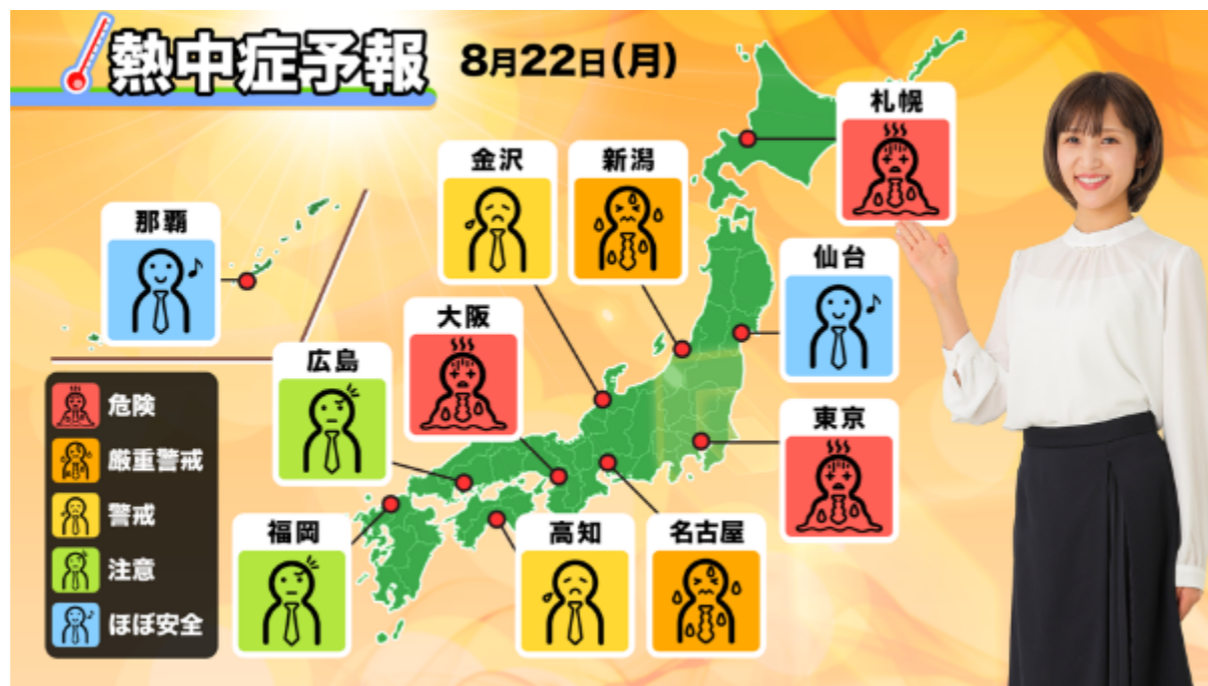 熱中症予報
8月22日(月)
札幌
金沢
新潟
那覇
仙台
大阪
広島
東京
福岡
高知
名古屋
危険
厳重警戒
警戒
注意
ほぼ安全